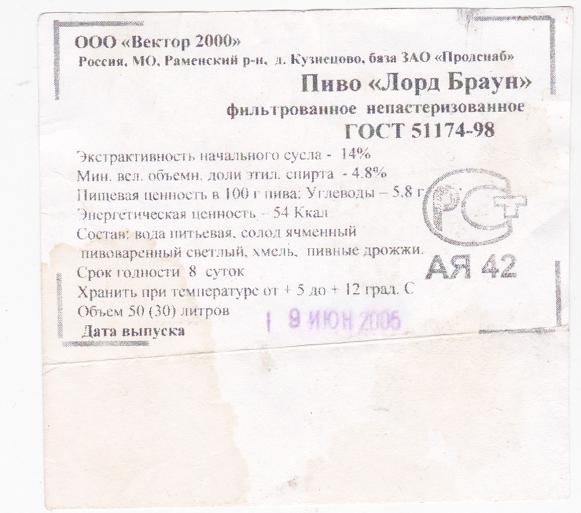 ООО «Вектор 2000»
Россия, МО, Раменский р-н, д. Кузнецово, база ЗАО «Продснаб»
Пиво «Лорд Браун»
фильтрованное непастеризованное
ГОСТ 51174-98
Экстрактивность начального сусла - 14%
Мин. вел. объемн. доли этил. спирта - 4.8%
Пищевая ценность в 100 г пива: Углеводы – 5.8 г
Энергетическая ценность – 54 Ккал
Состав: вода питьевая, солод ячменный
пивоваренный светлый, хмель, пивные дрожжи.
РСТ
АЯ 42
Срок годности 8 суток
Хранить при температуре от + 5 до + 12 град. С
Объем 50 (30) литров
Дата выпуска
1 9 ИЮН 2005